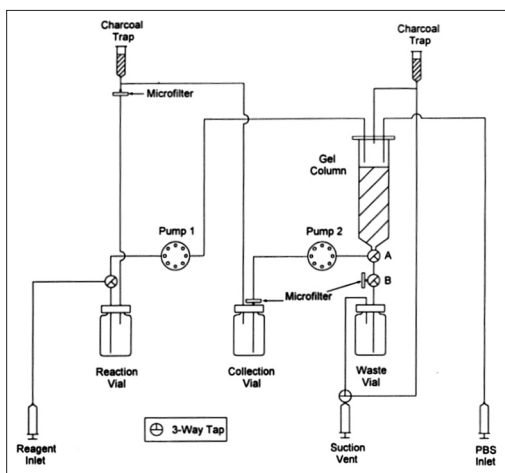 Charcoal
Trap
Charcoal
Trap
Microfilter
Gel
Column
Pump 1
Pump 2
A
B
Microfilter
Reaction
Vial
Collection
Vial
Waste
Vial
Reagent
Inlet
3-Way Tap
Suction
Vent
PBS
Inlet